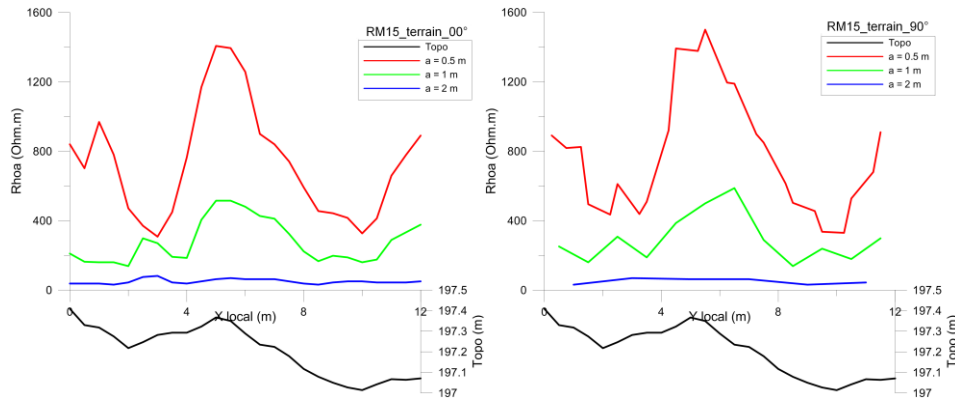 RM15_terrain_00°
Topo
a = 0.5 m
a = 1 m
a = 2 m
Rhoa (Ohm.m)
1600
1200
800
400
0
0 4 8 12
X local (m)
197.5
197.4
197.3
197.2
197.1
197
Topo (m)
RM15_terrain_90°
Topo
a = 0.5 m
a = 1 m
a = 2 m
Rhoa (Ohm.m)
1600
1200
800
400
0
0 4 8 12
X local (m)
197.5
197.4
197.3
197.2
197.1
197
Topo (m)